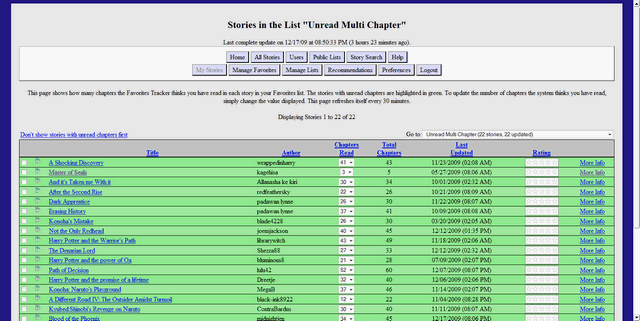 Stories in the List "Unread Multi Chapter"
Last complete update on 12/17/09 at 08:50:33 PM (3 hours 23 minutes ago).
Home All Stories Users Public Lists Story Search Help
My Stories Manage Favorites Manage Lists Recommendations Preferences Logout
This page shows how many chapters the Favorites Tracker thinks you have read in each story in your Favorites list. The stories with unread chapters are highlighted in green. To update the number of chapters the system thinks you have read,
simply change the value displayed. This page refreshes itself every 30 minutes.
Displaying Stories 1 to 22 of 22
Don't show stories with unread chapters first Go to: Unread Multi Chapter (22 stories, 22 updated)
Title Author Chapters Read Total Chapters Last Updated Rating
A Shocking Discovery wrappedinharry 41 43 11/23/2009 (02:08 AM) More Info
Master of Seals kagehisa 3 5 05/27/2009 (08:06 AM) More Info
And it's Taken me With it Allanasha ke kiri 30 34 10/01/2009 (02:32 AM) More Info
After the Second Rise redfeathersky 22 26 10/21/2009 (08:09 AM) More Info
Dark Apprentice padawan lynne 26 30 11/22/2009 (08:07 AM) More Info
Erasing History padawan lynne 37 41 10/09/2009 (08:08 AM) More Info
Konoha's Mistake blade4228 26 30 03/20/2009 (02:05 AM) More Info
Not the Only Redhead joemjackson 40 45 12/12/2009 (01:35 PM) More Info
Harry Potter and the Warrior's Path librarywitch 43 49 11/18/2009 (02:06 AM) More Info
The Denarian Lord Shezza88 27 33 12/12/2009 (02:32 AM) More Info
Harry Potter and the power of Oa bluminous8 21 28 07/09/2009 (02:07 PM) More Info
Path of Decision lulu42 52 60 12/07/2009 (08:07 PM) More Info
Harry Potter and the promise of a lifetime Deertje 32 40 12/06/2009 (02:06 PM) More Info
Konoha: Naruto's Playground MegaB 37 46 11/14/2009 (02:07 PM) More Info
A Different Road IV: The Outsider Amidst Turmoil black-ink8922 12 22 11/04/2009 (08:28 PM) More Info
Kyubed Shinobi's Revenge on Naruto ContraBardus 30 40 11/11/2009 (08:07 AM) More Info
Blood of the Phoenix midnightjen 34 45 12/17/2009 (08:06 PM) More Info